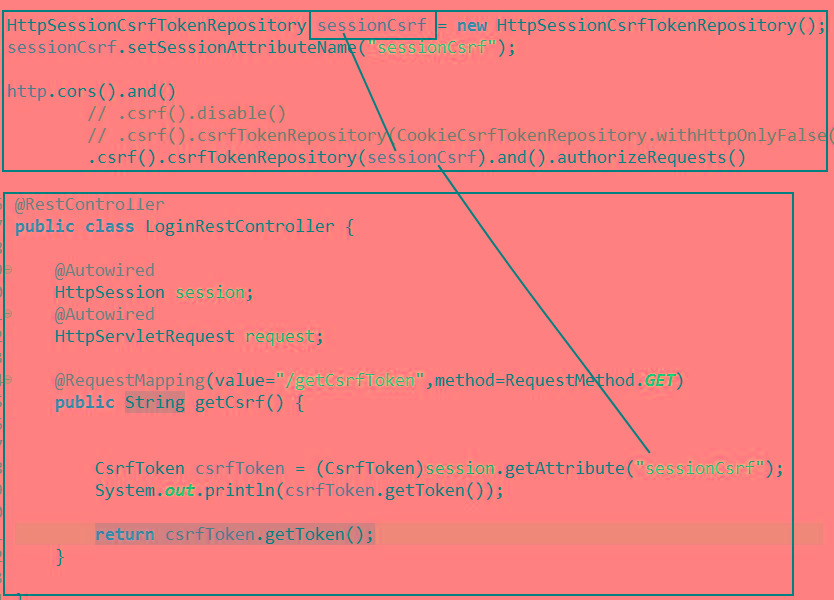 HttpSessionCsrfTokenRepository sessionCsrf = new HttpSessionCsrfTokenRepository();
sessionCsrf.setSessionAttributeName("sessionCsrf");
http.cors().and()
// .csrf().disable()
// .csrf().csrfTokenRepository(CookieCsrfTokenRepository.withHttpOnlyFalse(
.csrf().csrfTokenRepository(sessionCsrf).and().authorizeRequests()
@RestController
public class LoginRestController {
@Autowired
HttpSession session;
@Autowired
HttpServletRequest request;
@RequestMapping(value="/getCsrfToken",method=RequestMethod.GET)
public String getCsrf() {
CsrfToken csrfToken = (CsrfToken)session.getAttribute("sessionCsrf");
System.out.println(csrfToken.getToken());
return csrfToken.getToken();
}